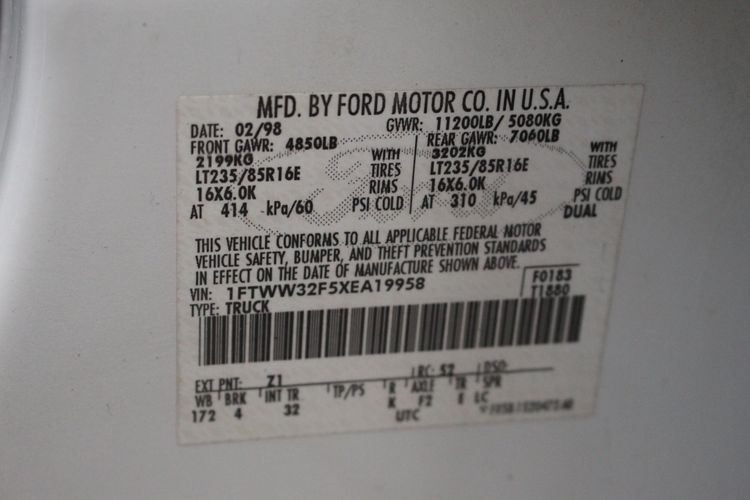 MFD. BY FORD MOTOR CO. IN U.S.A.
DATE: 02/98 GVWR: 11200LB/ 5080KG
FRONT GAWR: 4850LB REAR GAWR: 7060LB
2199KG WITH 3202KG WITH
LT235/85R16E TIRES LT235/85R16E TIRES
16X6.0K RIMS 16X6.0K RIMS
AT 414 kPa/60 PSI COLD AT 310 kPa/45 PSI COLD
DUAL
THIS VEHICLE CONFORMS TO ALL APPLICABLE FEDERAL MOTOR
VEHICLE SAFETY, BUMPER, AND THEFT PREVENTION STANDARDS
IN EFFECT ON THE DATE OF MANUFACTURE SHOWN ABOVE.
VIN: 1FTWW32F5XEA19958 F0183
TYPE: TRUCK T1880
EXT PNT: Z1 RC: 52 DSO:
WB BRK INT TR TP/PS R AXLE TR SPR
172 4 32 K F2 E LC
UTC